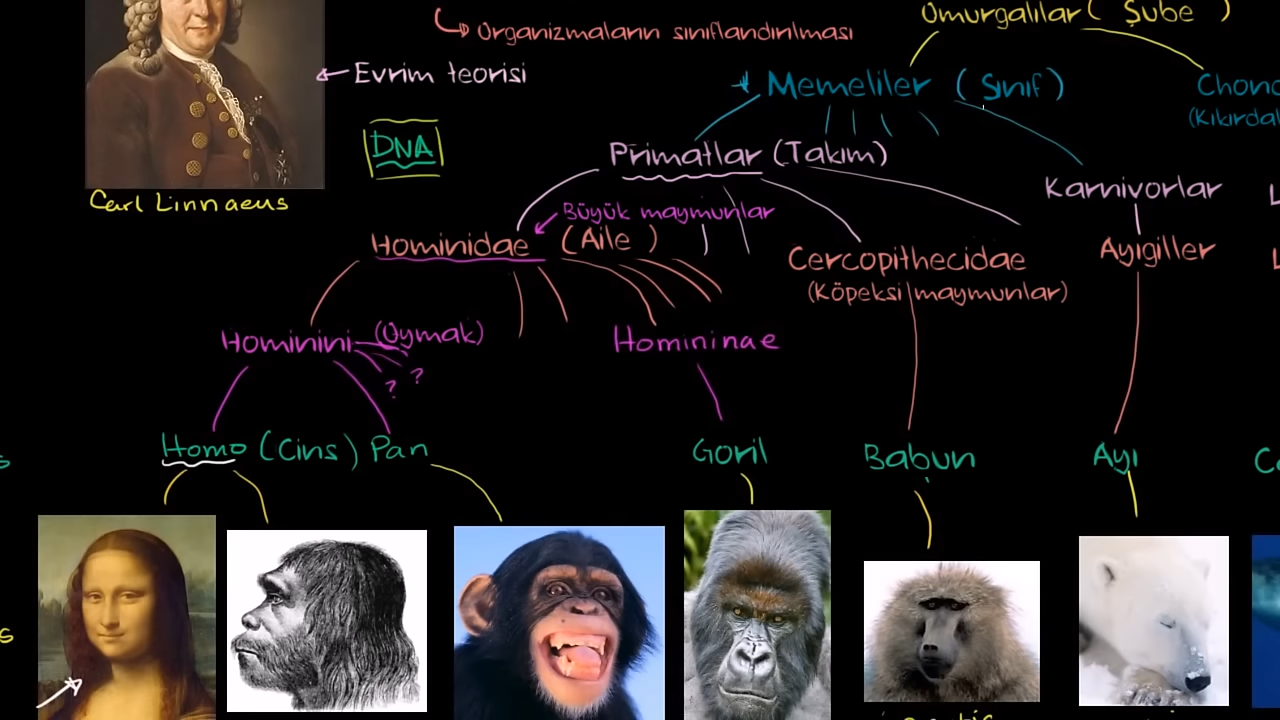 Organizmaların sınıflandırılması
Omurgalılar ( Şube )
Evrim teorisi
Memeliler ( Sınıf )
DNA
Primatlar (Takım)
Carl Linnaeus
Karnivorlar
Büyük maymunlar
Hominidae (Aile )
Cercopithecidae
Ayıgiller
(Köpeksi maymunlar)
Hominini (Oymak)
Homininae
? ?
Homo (Cins) Pan
Goril
Babun
Ayı